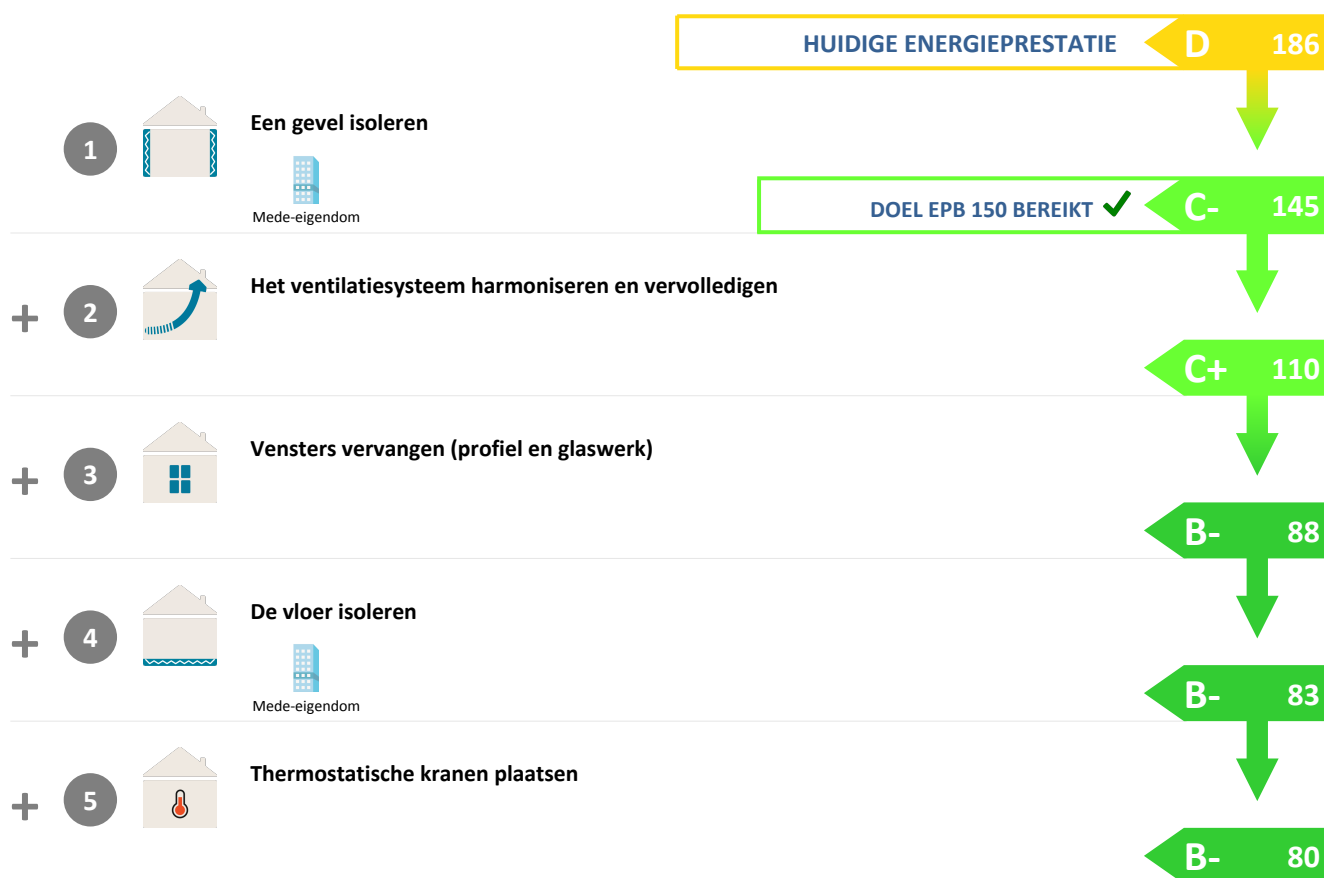 HUIDIGE ENERGIEPRESTATIE D 186
1 Een gevel isoleren
Mede-eigendom
DOEL EPB 150 BEREIKT ✔ C- 145
+ 2 Het ventilatiesysteem harmoniseren en vervolledigen
C+ 110
+ 3 Vensters vervangen (profiel en glaswerk)
B- 88
+ 4 De vloer isoleren
Mede-eigendom
B- 83
+ 5 Thermostatische kranen plaatsen
B- 80